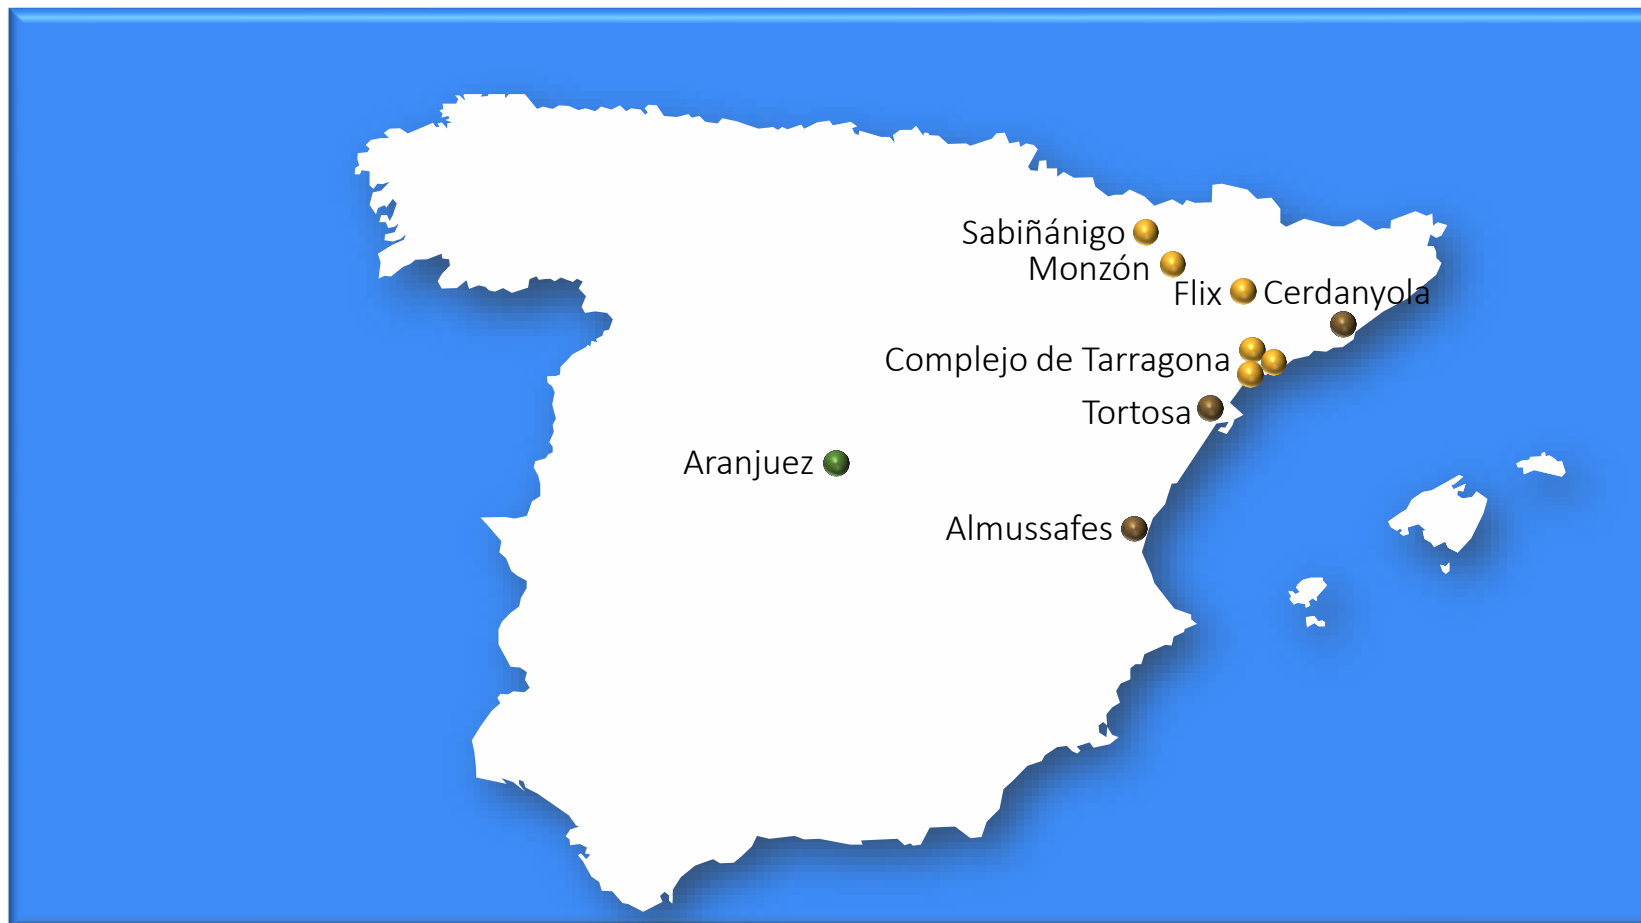 Sabiñánigo
Monzón
Flix
Cerdanyola
Complejo de Tarragona
Tortosa
Aranjuez
Almussafes